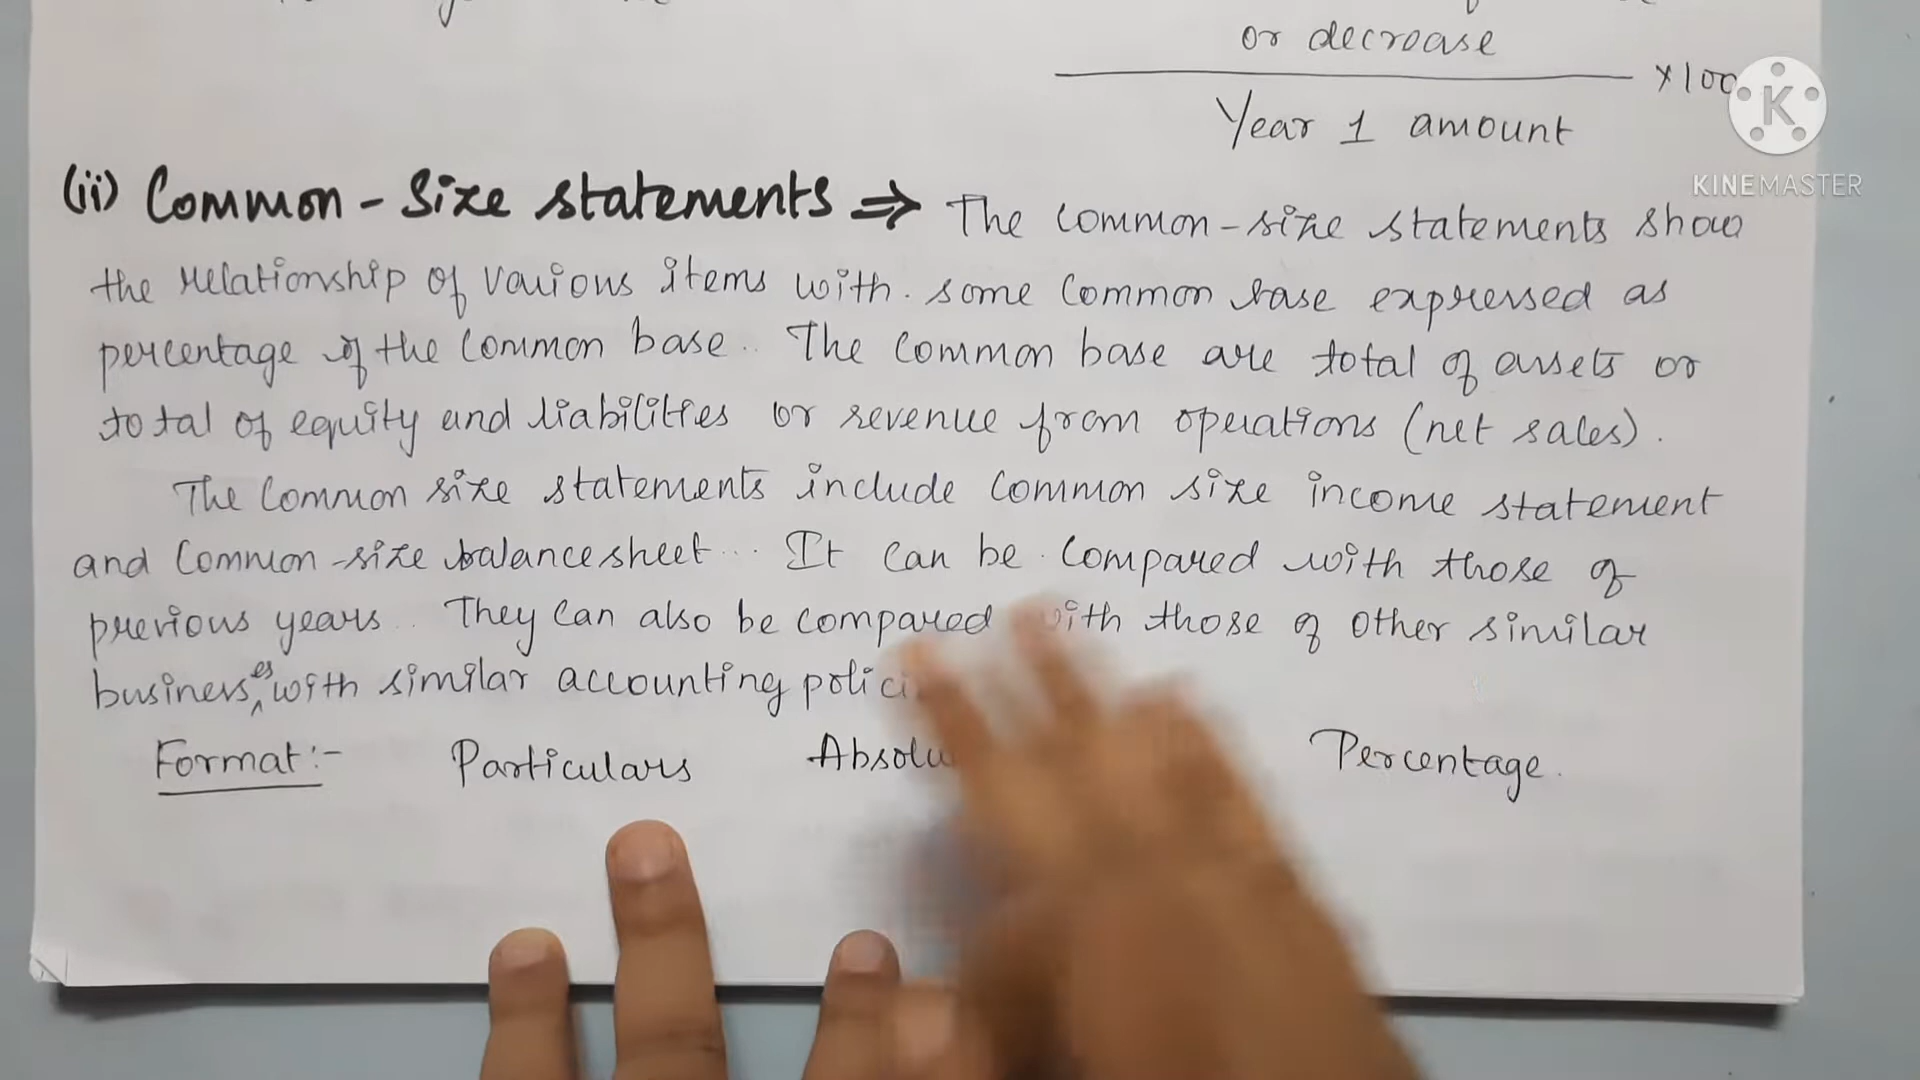 or decrease
×100
Year 1 amount
K
KINEMASTER
(ii) Common-Size statements ⇒ The common-size statements show
the relationship of various items with some common base expressed as
percentage of the common base. The common base are total of assets or
total of equity and liabilities or revenue from operations (net sales).
The common size statements include common size income statement
and common-size balancesheet. It can be compared with those of
previous years. They can also be compared with those of other similar
business^es with similar accounting
Format:- Particulars Percentage.